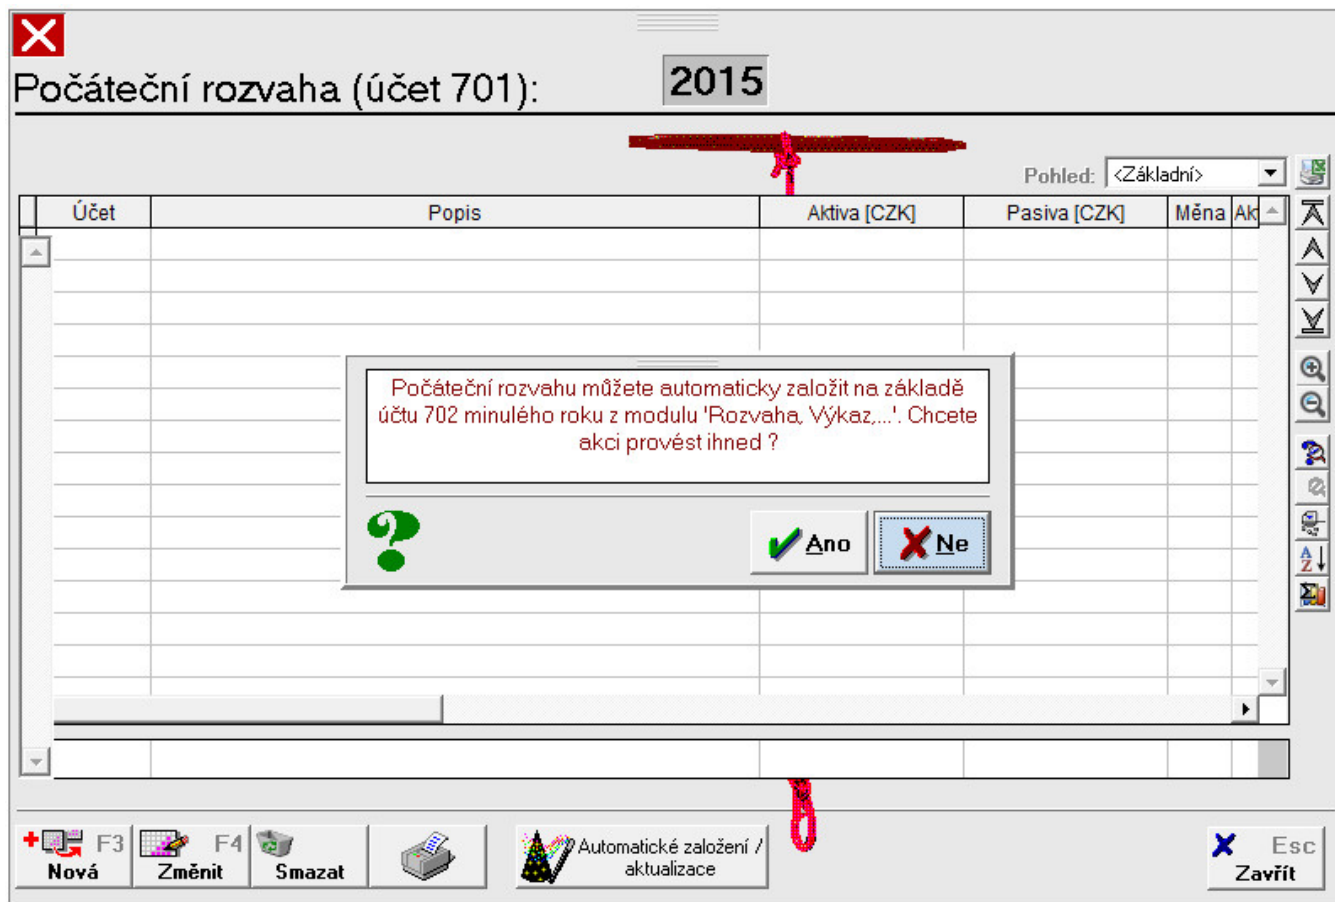 Počáteční rozvaha (účet 701):
2015
Pohled: <Základní>
Účet Popis Aktiva [CZK] Pasiva [CZK] Měna Ak
Počáteční rozvahu můžete automaticky založit na základě
účtu 702 minulého roku z modulu 'Rozvaha, Výkaz,...'. Chcete
akci provést ihned ?
Ano Ne
F3
Nová
F4
Změnit
Smazat
Automatické založení /
aktualizace
Esc
Zavřít